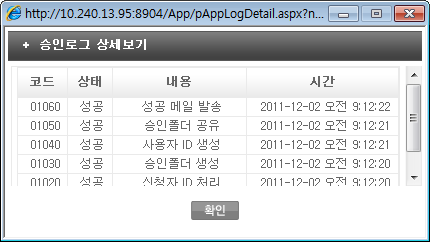 http://10.240.13.95:8904/App/pAppLogDetail.aspx?n...
+ 승인로그 상세보기
코드 상태 내용 시간
01060 성공 성공 메일 발송 2011-12-02 오전 9:12:22
01050 성공 승인폴더 공유 2011-12-02 오전 9:12:21
01040 성공 사용자 ID 생성 2011-12-02 오전 9:12:21
01030 성공 승인폴더 생성 2011-12-02 오전 9:12:20
01020 성공 신청자 ID 처리 2011-12-02 오전 9:12:20
확인